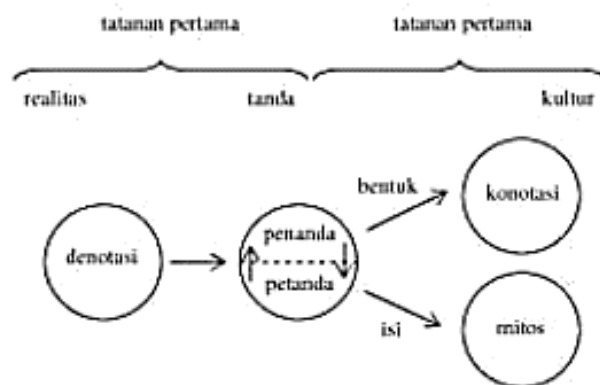 tatanan pertama tatanan pertama
realitas tanda kultur
bentuk konotasi
denotasi penanda
petanda
isi mitos